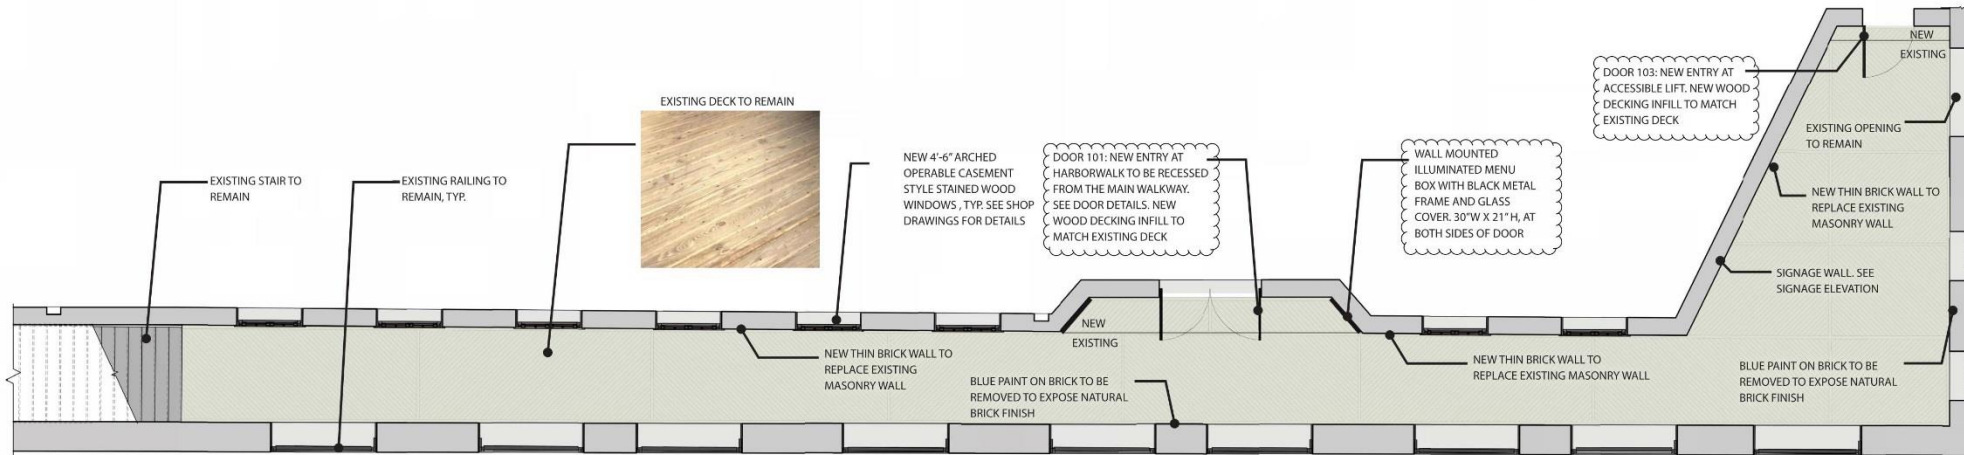 EXISTING STAIR TO
REMAIN
EXISTING RAILING TO
REMAIN, TYP.
EXISTING DECK TO REMAIN
NEW 4'-6" ARCHED
OPERABLE CASEMENT
STYLE STAINED WOOD
WINDOWS , TYP. SEE SHOP
DRAWINGS FOR DETAILS
DOOR 101: NEW ENTRY AT
HARBORWALK TO BE RECESSED
FROM THE MAIN WALKWAY.
SEE DOOR DETAILS. NEW
WOOD DECKING INFILL TO
MATCH EXISTING DECK
WALL MOUNTED
ILLUMINATED MENU
BOX WITH BLACK METAL
FRAME AND GLASS
COVER. 30"W X 21" H, AT
BOTH SIDES OF DOOR
DOOR 103: NEW ENTRY AT
ACCESSIBLE LIFT. NEW WOOD
DECKING INFILL TO MATCH
EXISTING DECK
NEW
EXISTING
EXISTING OPENING
TO REMAIN
NEW THIN BRICK WALL TO
REPLACE EXISTING
MASONRY WALL
SIGNAGE WALL. SEE
SIGNAGE ELEVATION
NEW
EXISTING
NEW THIN BRICK WALL TO
REPLACE EXISTING
MASONRY WALL
BLUE PAINT ON BRICK TO BE
REMOVED TO EXPOSE NATURAL
BRICK FINISH
NEW THIN BRICK WALL TO
REPLACE EXISTING MASONRY WALL
BLUE PAINT ON BRICK TO BE
REMOVED TO EXPOSE NATURAL
BRICK FINISH